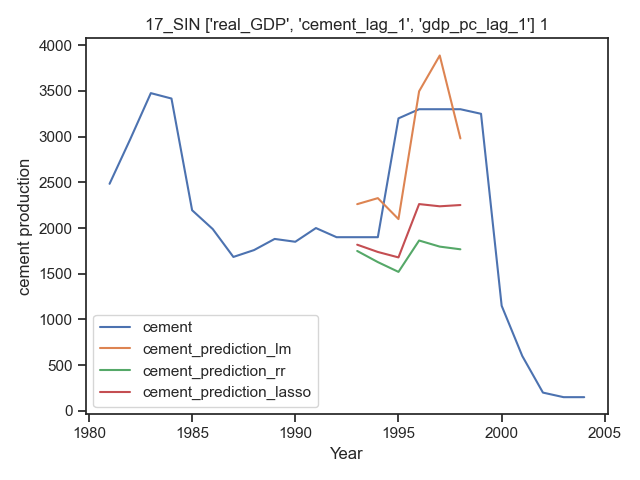 17_SIN ['real_GDP', 'cement_lag_1', 'gdp_pc_lag_1'] 1
4000
3500
3000
2500
2000
1500
1000
500
0
cement production
cement
cement_prediction_lm
cement_prediction_rr
cement_prediction_lasso
1980 1985 1990 1995 2000 2005
Year